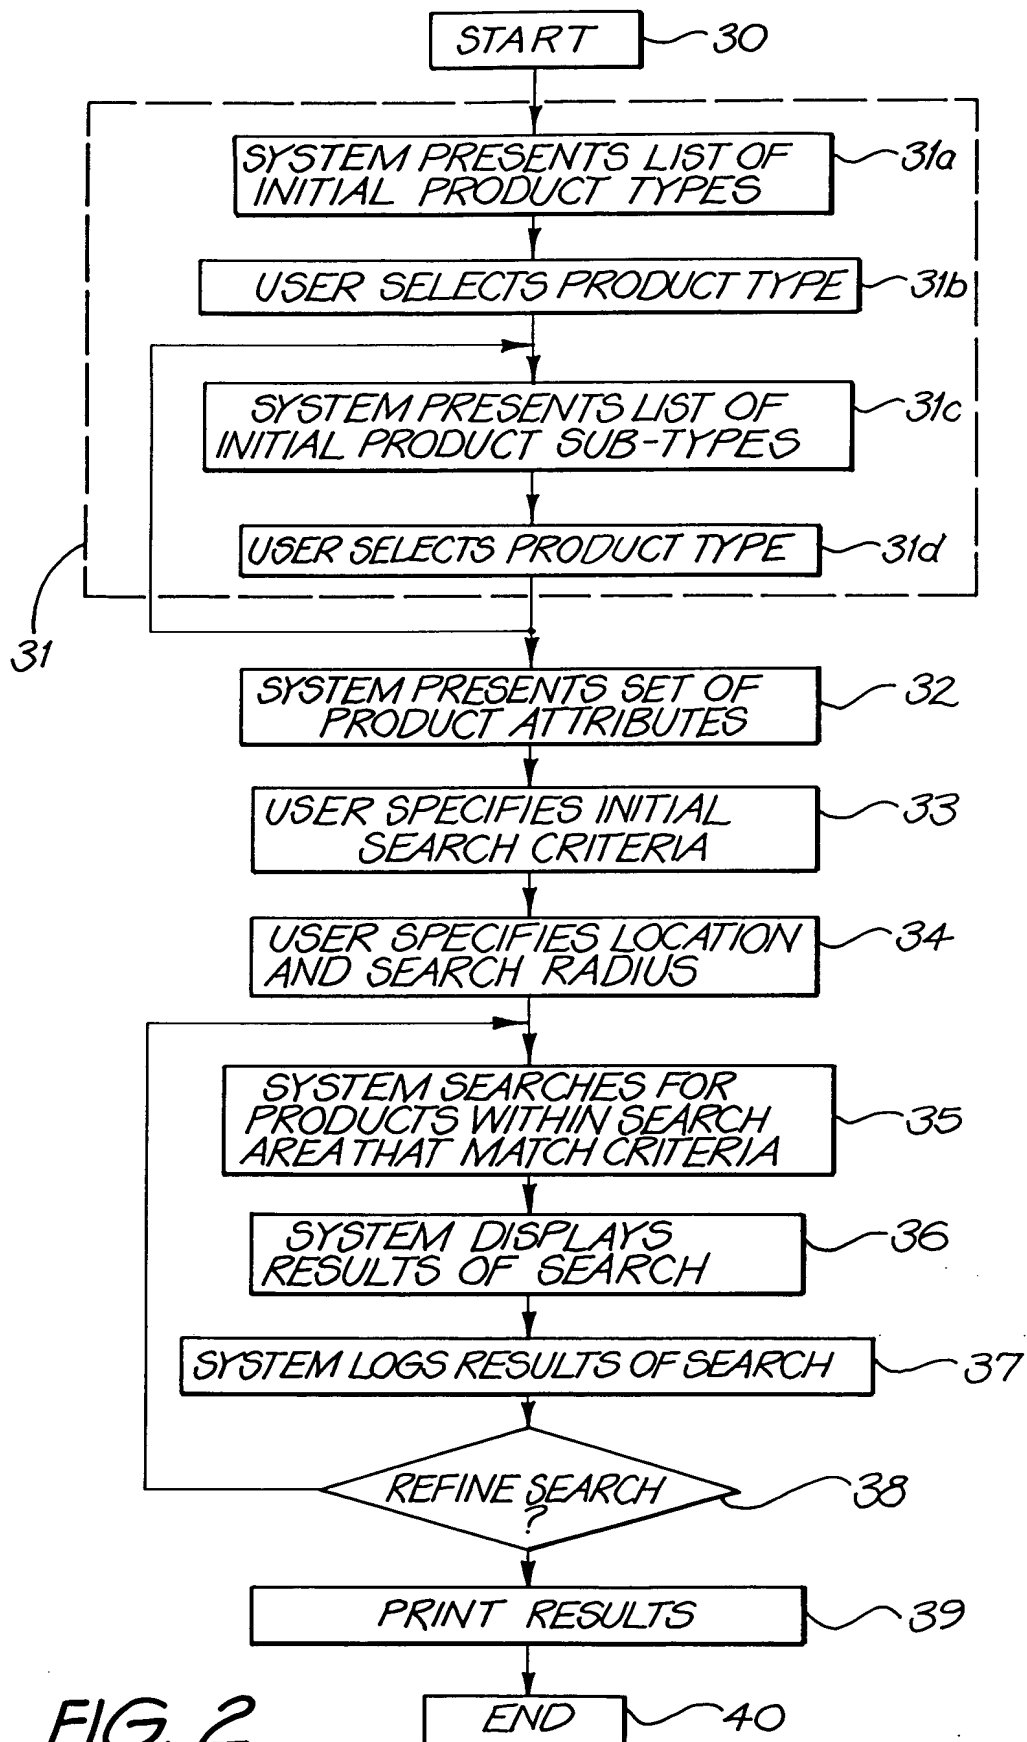 START
30
SYSTEM PRESENTS LIST OF
INITIAL PRODUCT TYPES
31a
USER SELECTS PRODUCT TYPE
31b
SYSTEM PRESENTS LIST OF
INITIAL PRODUCT SUB-TYPES
31c
USER SELECTS PRODUCT TYPE
31d
31
SYSTEM PRESENTS SET OF
PRODUCT ATTRIBUTES
32
USER SPECIFIES INITIAL
SEARCH CRITERIA
33
USER SPECIFIES LOCATION
AND SEARCH RADIUS
34
SYSTEM SEARCHES FOR
PRODUCTS WITHIN SEARCH
AREA THAT MATCH CRITERIA
35
SYSTEM DISPLAYS
RESULTS OF SEARCH
36
SYSTEM LOGS RESULTS OF SEARCH
37
REFINE SEARCH
?
38
PRINT RESULTS
39
END
40
FIG. 2